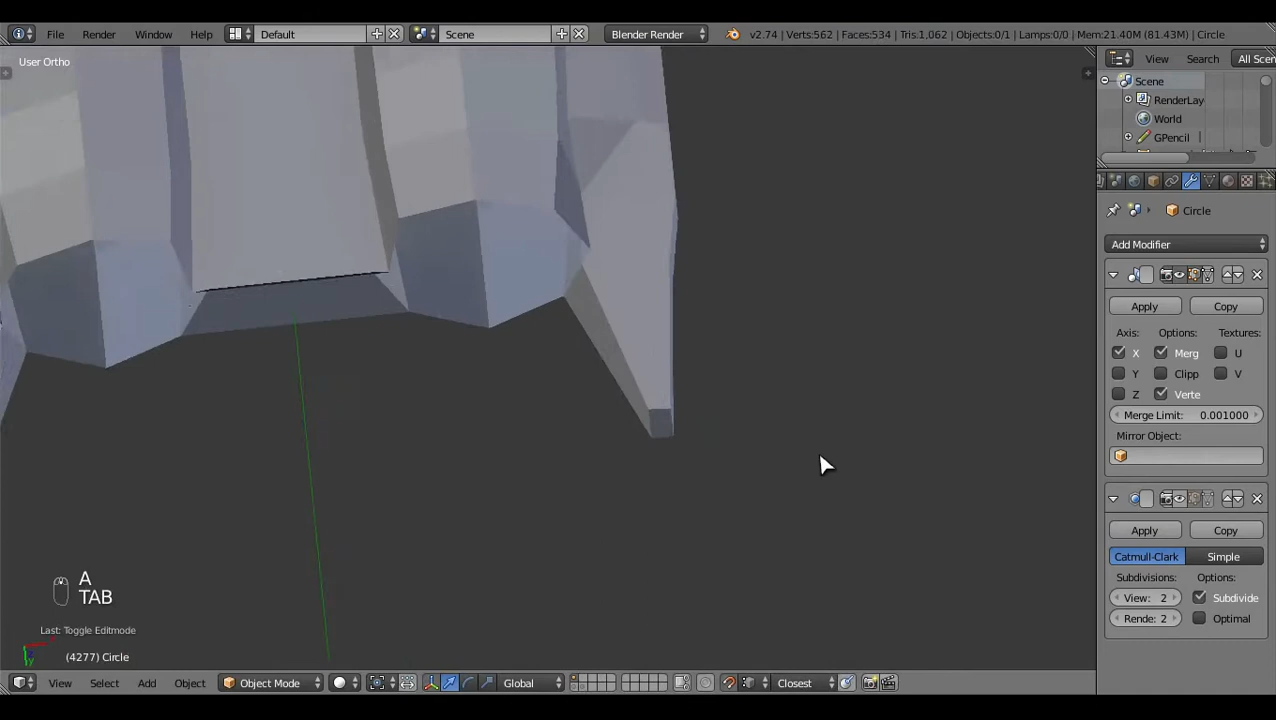 File Render Window Help Default Scene Blender Render v2.74 | Verts:562 | Faces:534 | Tris:1,062 | Objects:0/1 | Lamps:0/0 | Mem:21.40M (81.43M) | Circle
User Ortho
View Search All Scen
Scene
RenderLay
World
GPencil
Circle
Add Modifier
Apply Copy
Axis: Options: Textures:
X Merg U
Y Clipp V
Z Verte
Merge Limit: 0.001000
Mirror Object:
Apply Copy
Catmull-Clark Simple
Subdivisions: Options:
View: 2 Subdivide
Rende: 2 Optimal
A
TAB
Last: Toggle Editmode
(4277) Circle
View Select Add Object Object Mode Global Closest